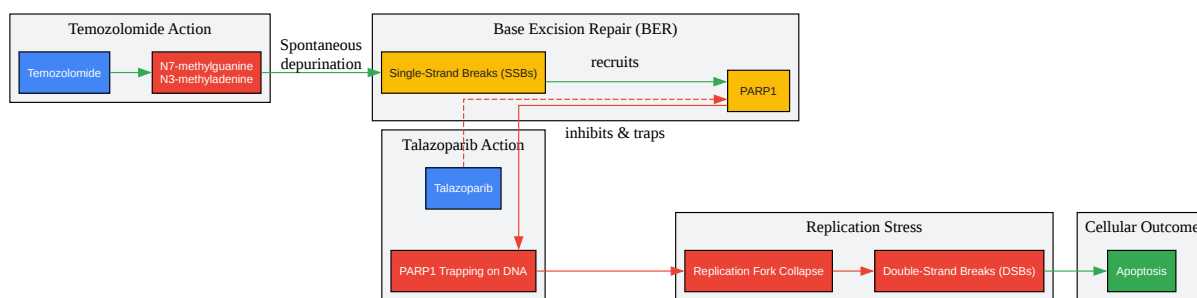 Temozolomide Action
Temozolomide
N7-methylguanine
N3-methyladenine
Spontaneous
depurination
Base Excision Repair (BER)
Single-Strand Breaks (SSBs)
recruits
PARP1
inhibits & traps
Talazoparib Action
Talazoparib
PARP1 Trapping on DNA
Replication Stress
Replication Fork Collapse
Double-Strand Breaks (DSBs)
Cellular Outcome
Apoptosis